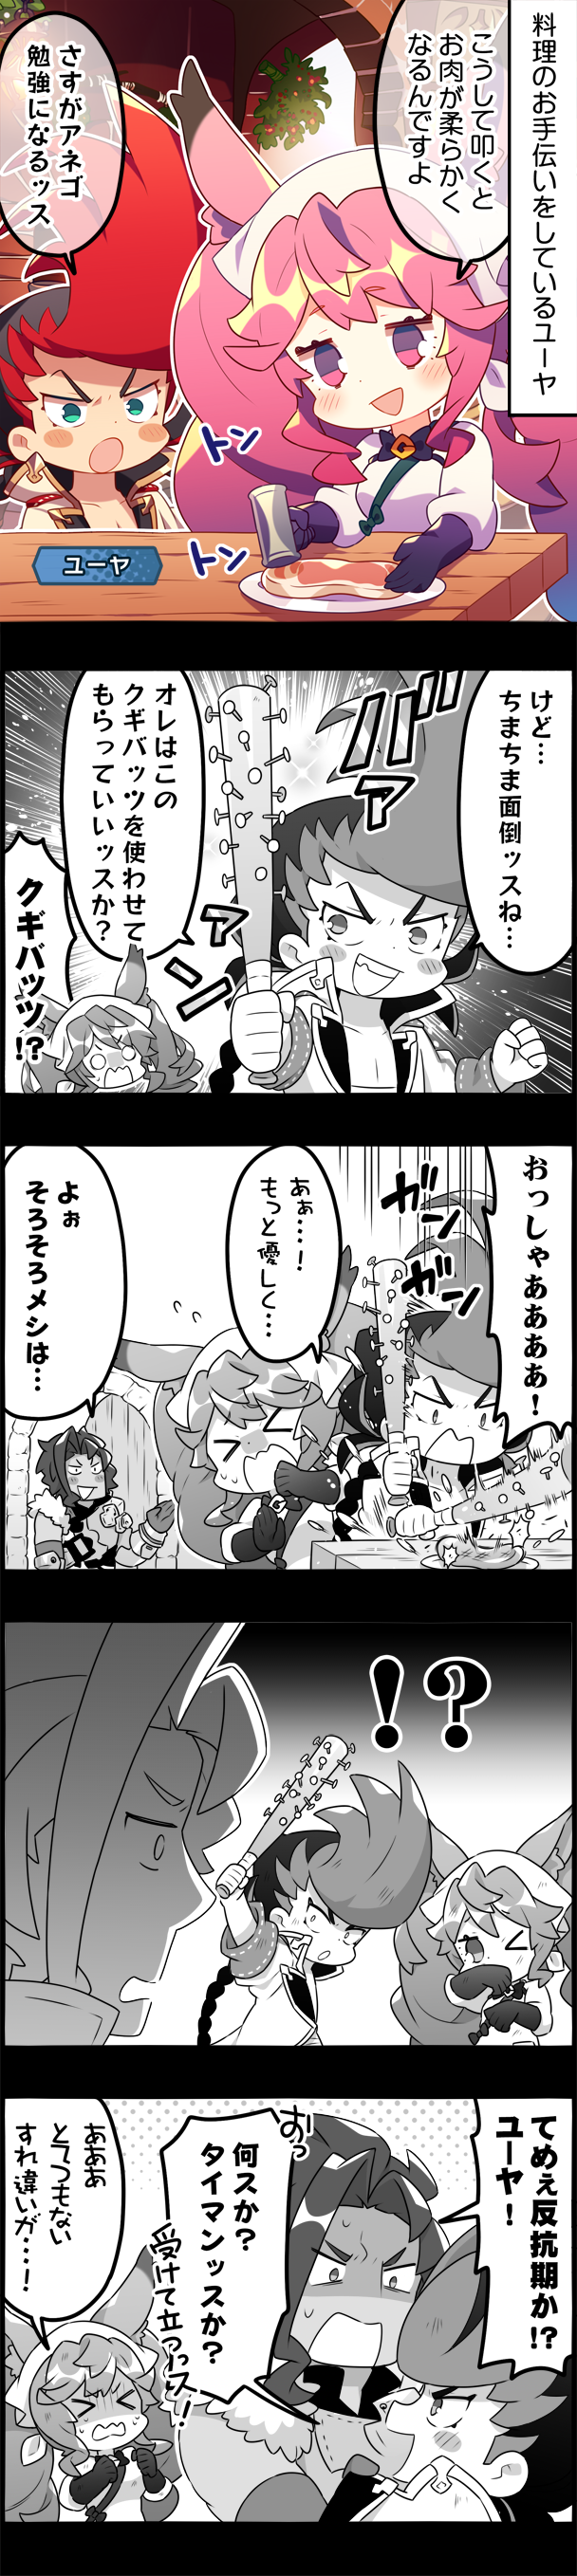 料理のお手伝いをしているユーヤ
こうして叩くと
お肉が柔らかく
なるんですよ
さすがアネゴ
勉強になるッス
トン
トン
ユーヤ
けど…
ちまちま面倒ッスね…
バァァン
オレはこの
クギバッツを使わせて
もらっていいッスか？
クギバッツ!?
おっしゃあああああ！
ガン
ガン
あぁ…！
もっと優しく…
よぉ
そろそろメシは…
！？
てめぇ反抗期か!?
ユーヤ！
おっ
何スか？
タイマンッスか？
受けて立つっス！
あああ
とてつもない
すれ違いが…！